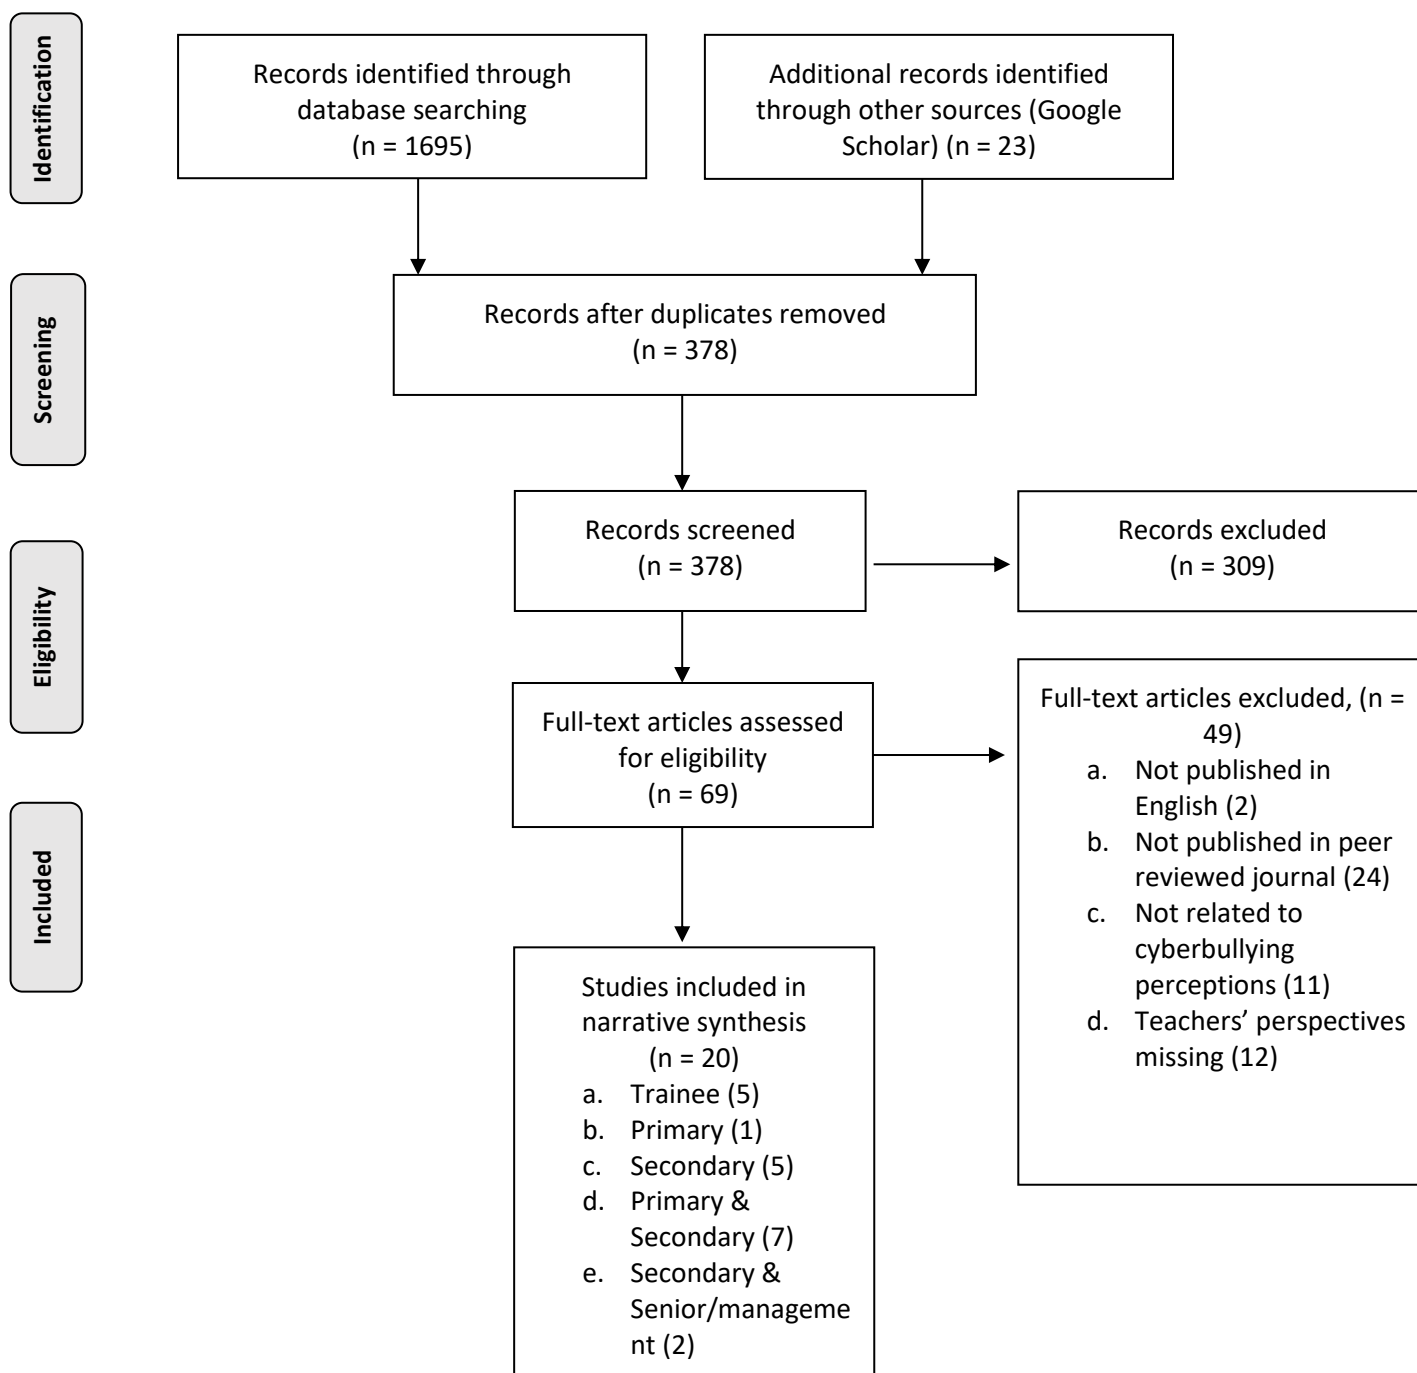 Identification
Records identified through
database searching
(n = 1695)
Additional records identified
through other sources (Google
Scholar) (n = 23)
Screening
Records after duplicates removed
(n = 378)
Records screened
(n = 378)
Records excluded
(n = 309)
Eligibility
Full-text articles assessed
for eligibility
(n = 69)
Full-text articles excluded, (n =
49)
a. Not published in
English (2)
b. Not published in peer
reviewed journal (24)
c. Not related to
cyberbullying
perceptions (11)
d. Teachers’ perspectives
missing (12)
Included
Studies included in
narrative synthesis
(n = 20)
a. Trainee (5)
b. Primary (1)
c. Secondary (5)
d. Primary &
Secondary (7)
e. Secondary &
Senior/manageme
nt (2)